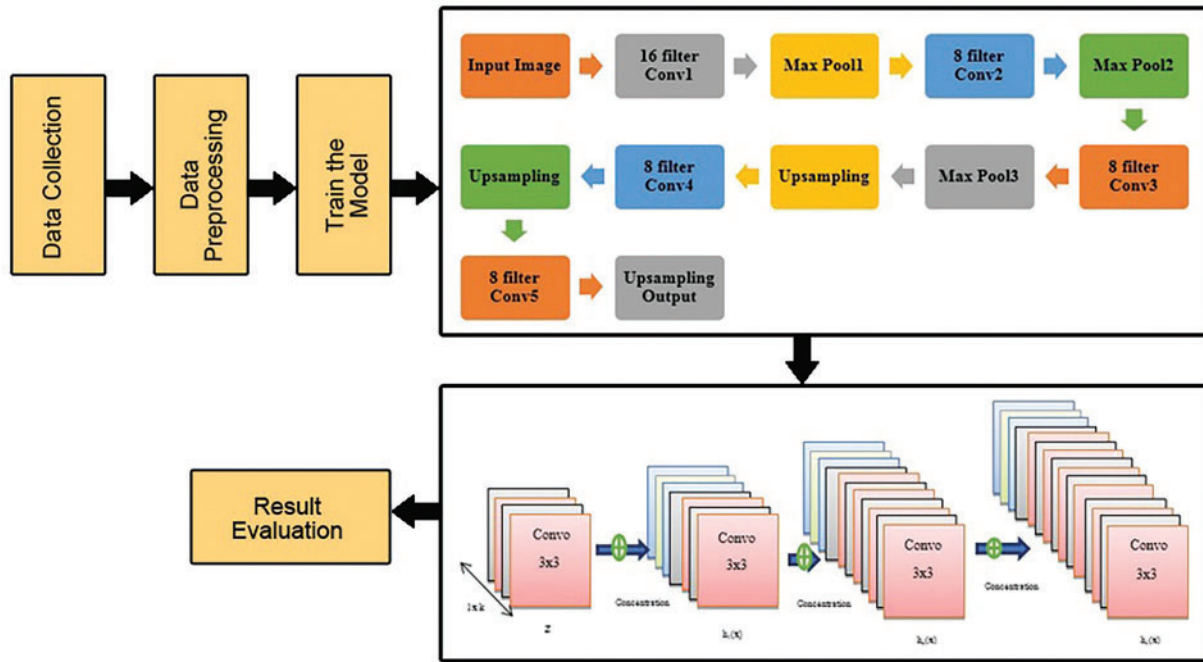 Data Collection
Data
Preprocessing
Train the
Model
Input Image
16 filter
Conv1
Max Pool1
8 filter
Conv2
Max Pool2
8 filter
Conv3
Max Pool3
Upsampling
8 filter
Conv4
Upsampling
8 filter
Conv5
Upsampling
Output
Result
Evaluation
Convo
3x3
1x k
Z
Concentration
Convo
3x3
Concentration
Convo
3x3
Concentration
Convo
3x3